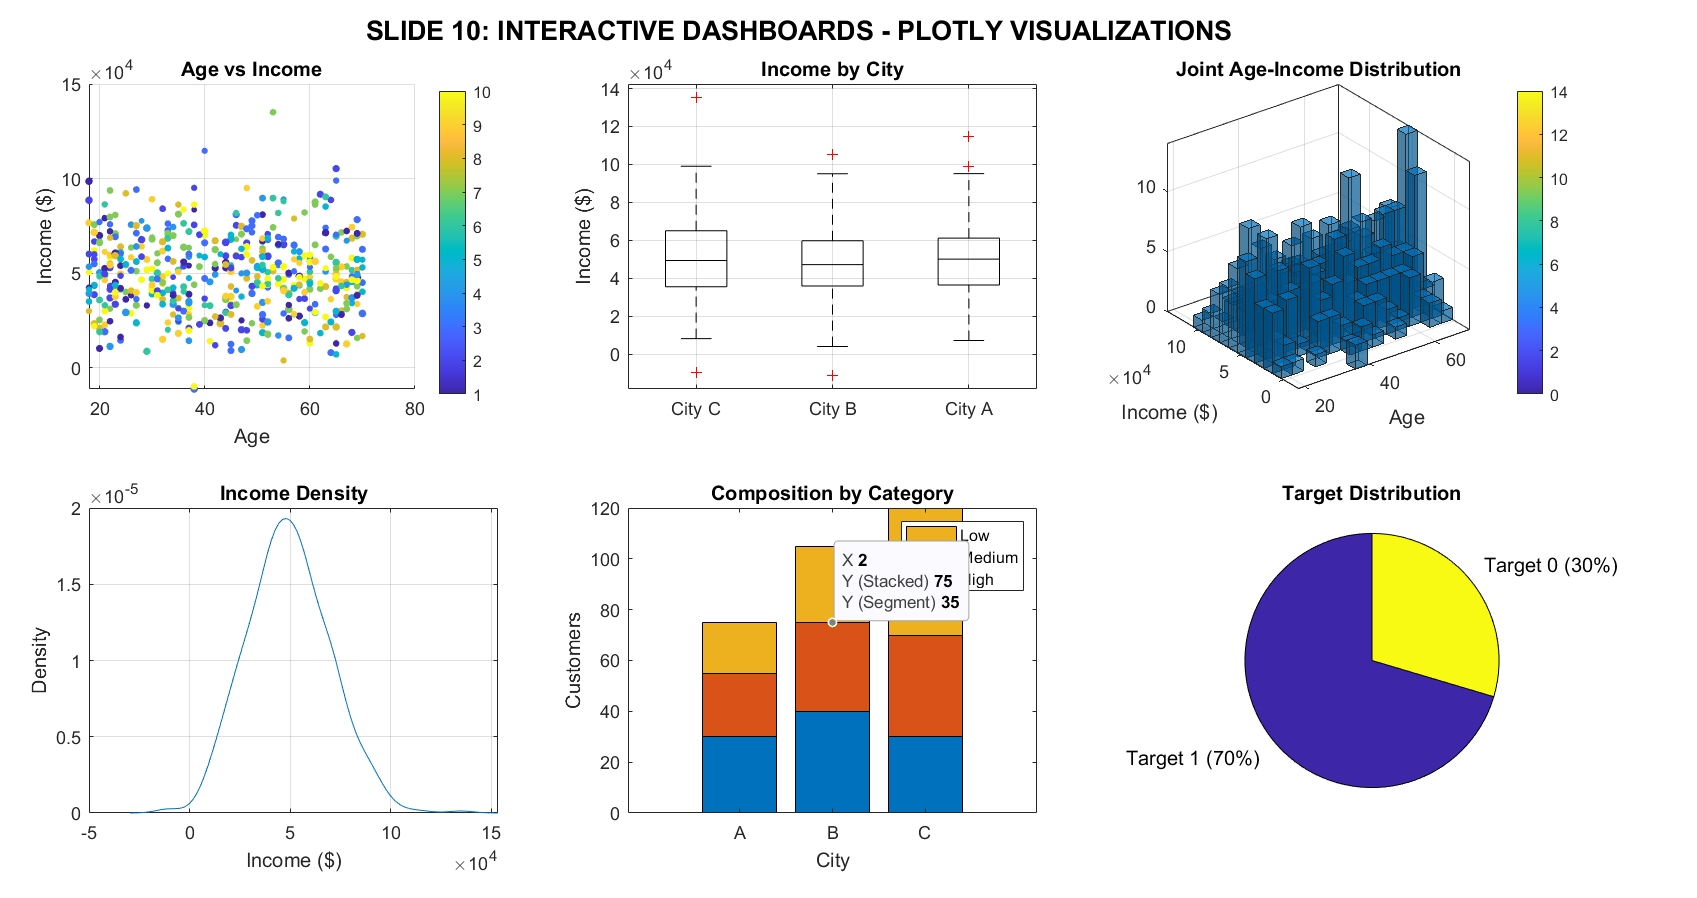 SLIDE 10: INTERACTIVE DASHBOARDS - PLOTLY VISUALIZATIONS
Age vs Income
×10^4
15
10
5
0
Income ($)
20 40 60 80
Age
10
9
8
7
6
5
4
3
2
1
Income by City
×10^4
14
12
10
8
6
4
2
0
Income ($)
City C City B City A
Joint Age-Income Distribution
10
5
0
10
5
0
×10^4
Income ($)
20 40 60
Age
14
12
10
8
6
4
2
0
Income Density
×10^-5
2
1.5
1
0.5
0
Density
-5 0 5 10 15
Income ($)
×10^4
Composition by Category
120
100
80
60
40
20
0
Customers
A B C
City
Low
Medium
High
X 2
Y (Stacked) 75
Y (Segment) 35
Target Distribution
Target 0 (30%)
Target 1 (70%)